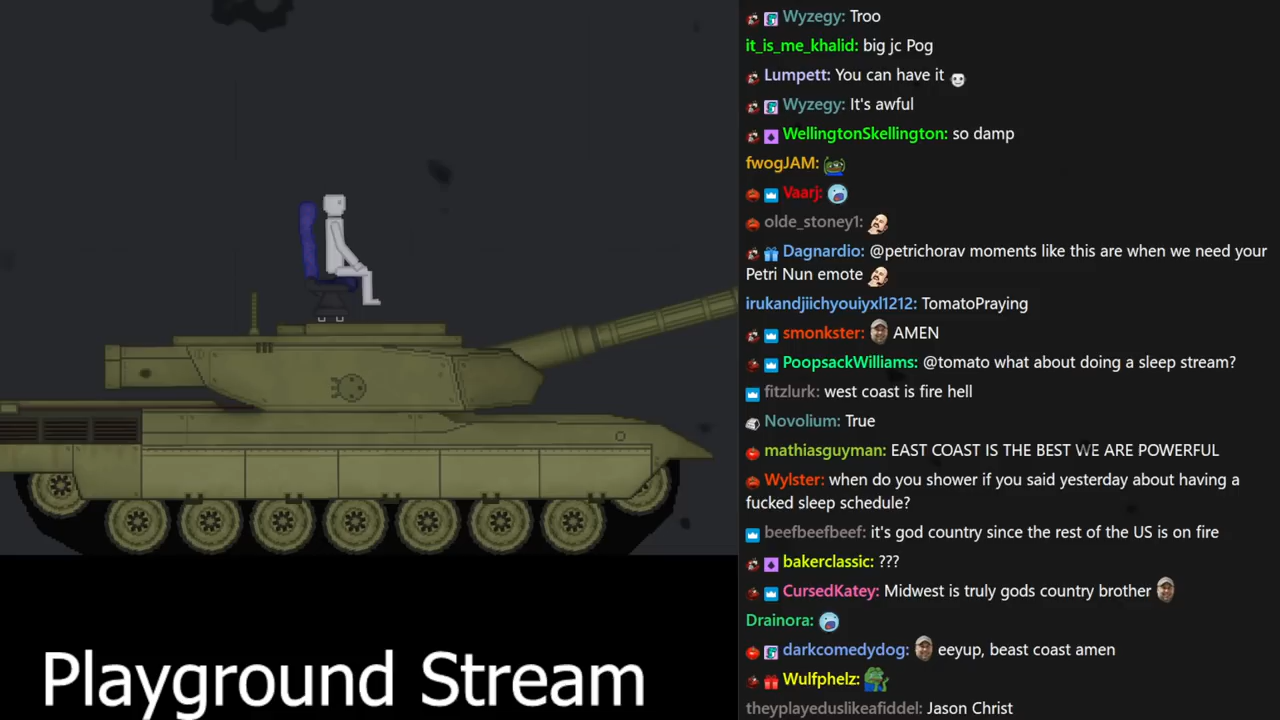 Wyzegy: Troo
it_is_me_khalid: big jc Pog
Lumpett: You can have it
Wyzegy: It's awful
WellingtonSkellington: so damp
fwogJAM:
Vaarj:
olde_stoney1:
Dagnardio: @petrichorav moments like this are when we need your
Petri Nun emote
irukandjiichyouiyxl1212: TomatoPraying
smonkster: AMEN
PoopsackWilliams: @tomato what about doing a sleep stream?
fitzlurk: west coast is fire hell
Novolium: True
mathiasguyman: EAST COAST IS THE BEST WE ARE POWERFUL
Wylster: when do you shower if you said yesterday about having a
fucked sleep schedule?
beefbeefbeef: it's god country since the rest of the US is on fire
bakerclassic: ???
CursedKatey: Midwest is truly gods country brother
Drainora:
darkcomedydog: eeyup, beast coast amen
Wulfphelz:
theyplayeduslikeafiddel: Jason Christ
Playground Stream